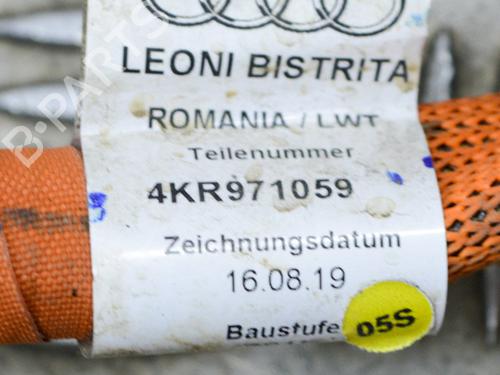 LEONI BISTRITA
ROMANIA / LWT
Teilenummer
4KR971059
Zeichnungsdatum
16.08.19
Baustufe
05S
B-PARTS